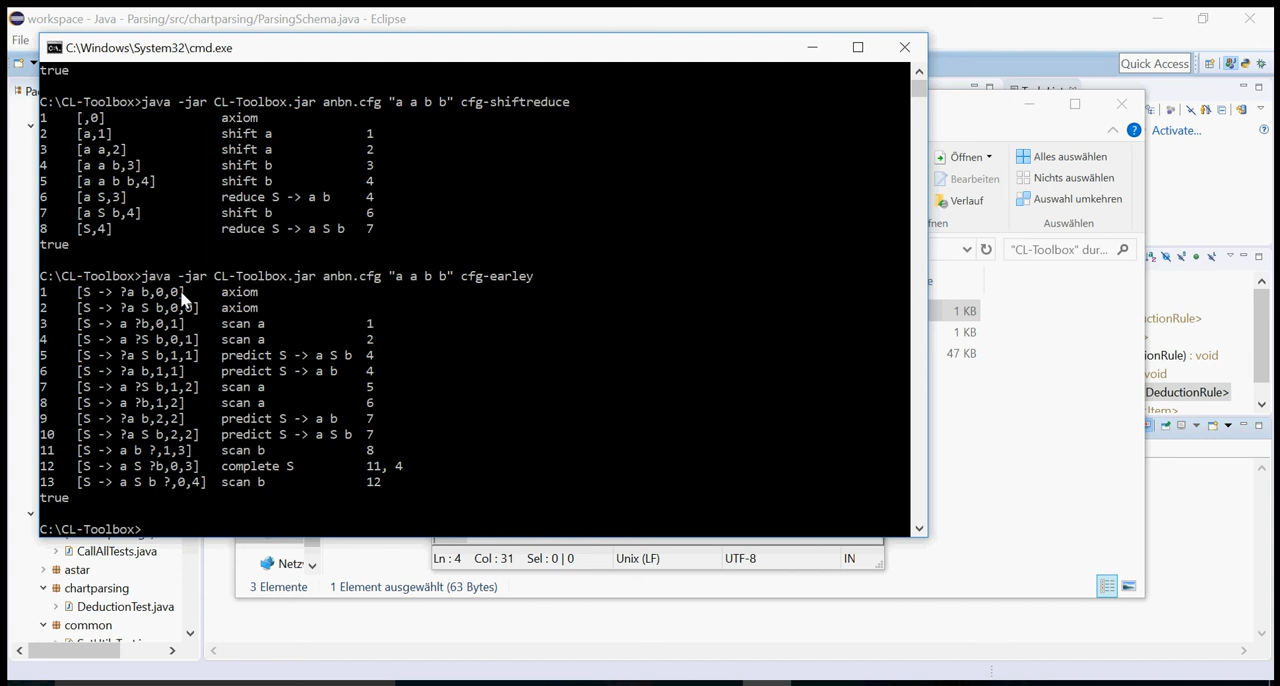 workspace - Java - Parsing/src/chartparsing/ParsingSchema.java - Eclipse
File
C:\Windows\System32\cmd.exe
Quick Access
true
C:\CL-Toolbox>java -jar CL-Toolbox.jar anbn.cfg "a a b b" cfg-shiftreduce
1 [,0] axiom
2 [a,1] shift a 1
3 [a a,2] shift a 2
4 [a a b,3] shift b 3
5 [a a b b,4] shift b 4
6 [a S,3] reduce S -> a b 4
7 [a S b,4] shift b 6
8 [S,4] reduce S -> a S b 7
true
C:\CL-Toolbox>java -jar CL-Toolbox.jar anbn.cfg "a a b b" cfg-earley
1 [S -> ?a b,0,0] axiom
2 [S -> ?a S b,0,0] axiom
3 [S -> a ?b,0,1] scan a 1
4 [S -> a ?S b,0,1] scan a 2
5 [S -> ?a S b,1,1] predict S -> a S b 4
6 [S -> ?a b,1,1] predict S -> a b 4
7 [S -> a ?S b,1,2] scan a 5
8 [S -> a ?b,1,2] scan a 6
9 [S -> ?a b,2,2] predict S -> a b 7
10 [S -> ?a S b,2,2] predict S -> a S b 7
11 [S -> a b ?,1,3] scan b 8
12 [S -> a S ?b,0,3] complete S 11, 4
13 [S -> a S b ?,0,4] scan b 12
true
C:\CL-Toolbox>
Activate...
Öffnen
Alles auswählen
Bearbeiten
Nichts auswählen
Verlauf
Auswahl umkehren
Auswählen
"CL-Toolbox" dur...
1 KB
1 KB
47 KB
ctionRule>
ionRule) : void
void
DeductionRule>
Ln : 4 Col : 31 Sel : 0 | 0 Unix (LF) UTF-8 IN
3 Elemente 1 Element ausgewählt (63 Bytes)
CallAllTests.java
astar
chartparsing
DeductionTest.java
common